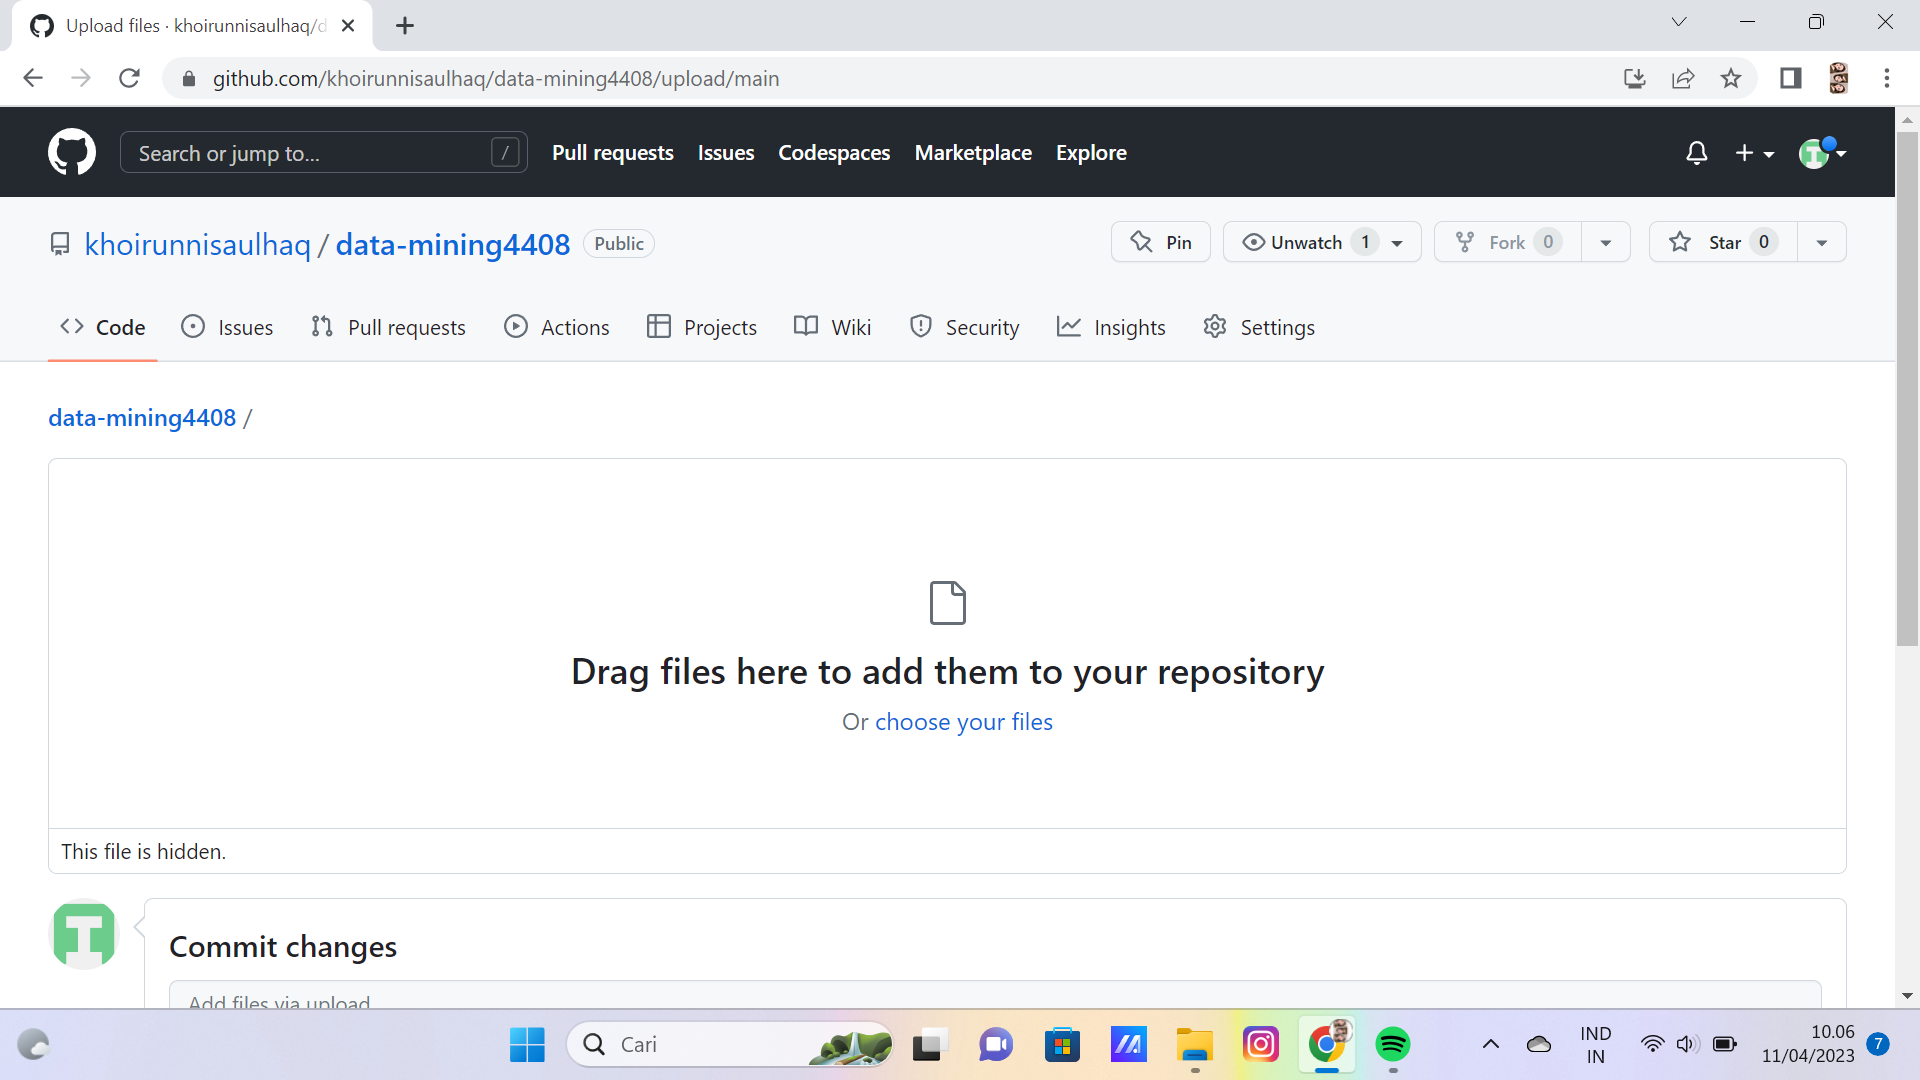 Upload files · khoirunnisaulhaq/d
github.com/khoirunnisaulhaq/data-mining4408/upload/main
Search or jump to... /
Pull requests Issues Codespaces Marketplace Explore
khoirunnisaulhaq / data-mining4408 Public
Pin Unwatch 1 Fork 0 Star 0
Code Issues Pull requests Actions Projects Wiki Security Insights Settings
data-mining4408 /
Drag files here to add them to your repository
Or choose your files
This file is hidden.
Commit changes
Add files via upload
Cari
IND
IN
10.06
11/04/2023
7